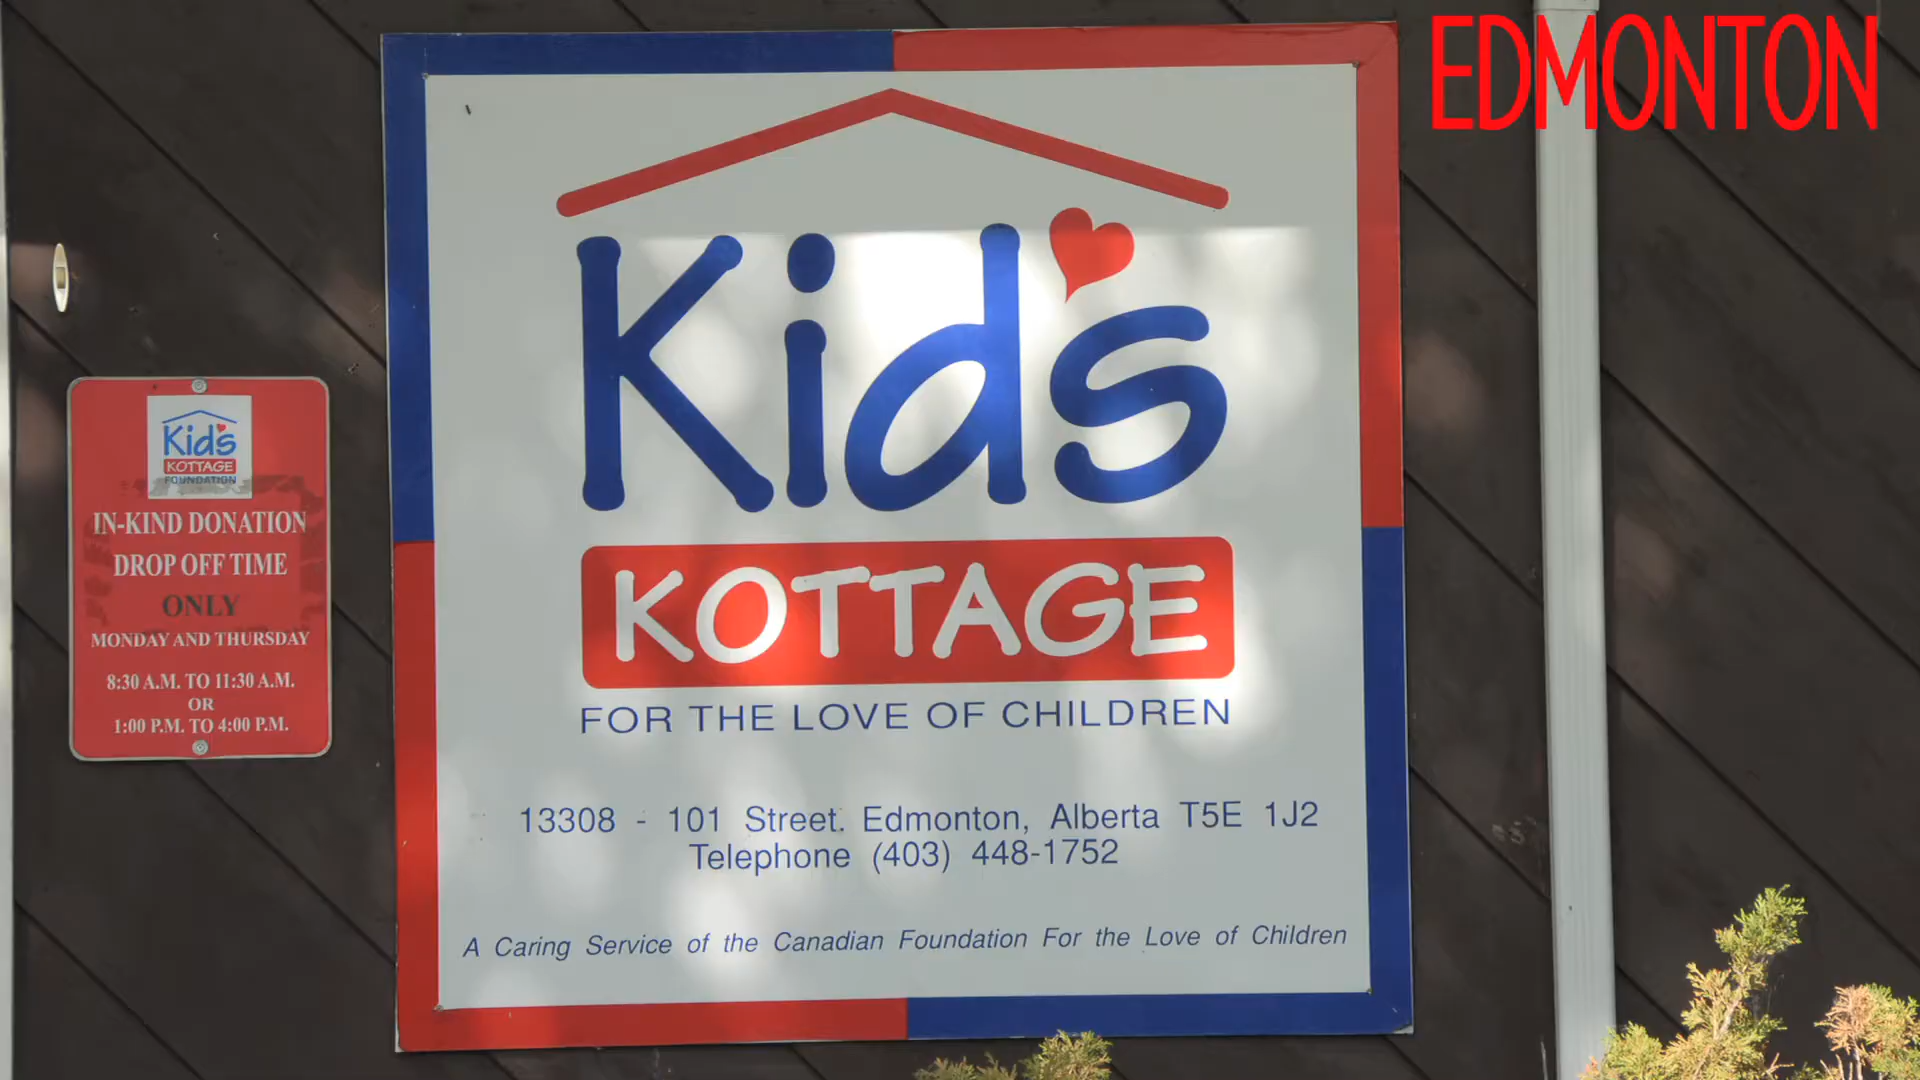 EDMONTON
Kid's
KOTTAGE
FOR THE LOVE OF CHILDREN
13308 - 101 Street. Edmonton, Alberta T5E 1J2
Telephone (403) 448-1752
A Caring Service of the Canadian Foundation For the Love of Children
Kid's
KOTTAGE
FOUNDATION
IN-KIND DONATION
DROP OFF TIME
ONLY
MONDAY AND THURSDAY
8:30 A.M. TO 11:30 A.M.
OR
1:00 P.M. TO 4:00 P.M.